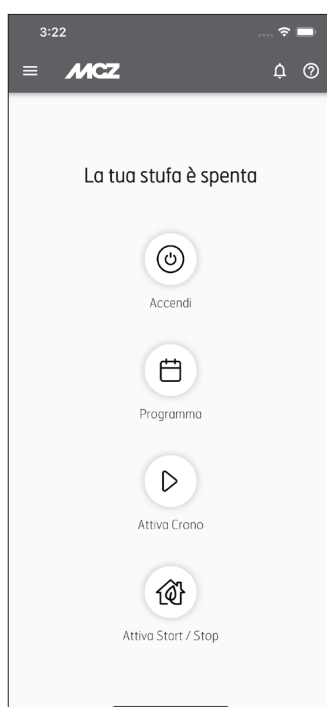 3:22
MCZ
La tua stufa è spenta
Accendi
Programma
Attiva Crono
Attiva Start / Stop